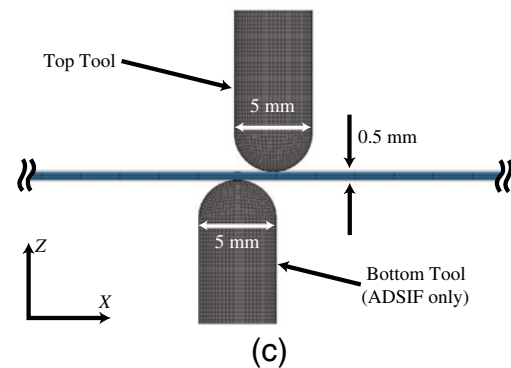 Top Tool
5 mm
0.5 mm
5 mm
Z
X
Bottom Tool
(ADSIF only)
(c)